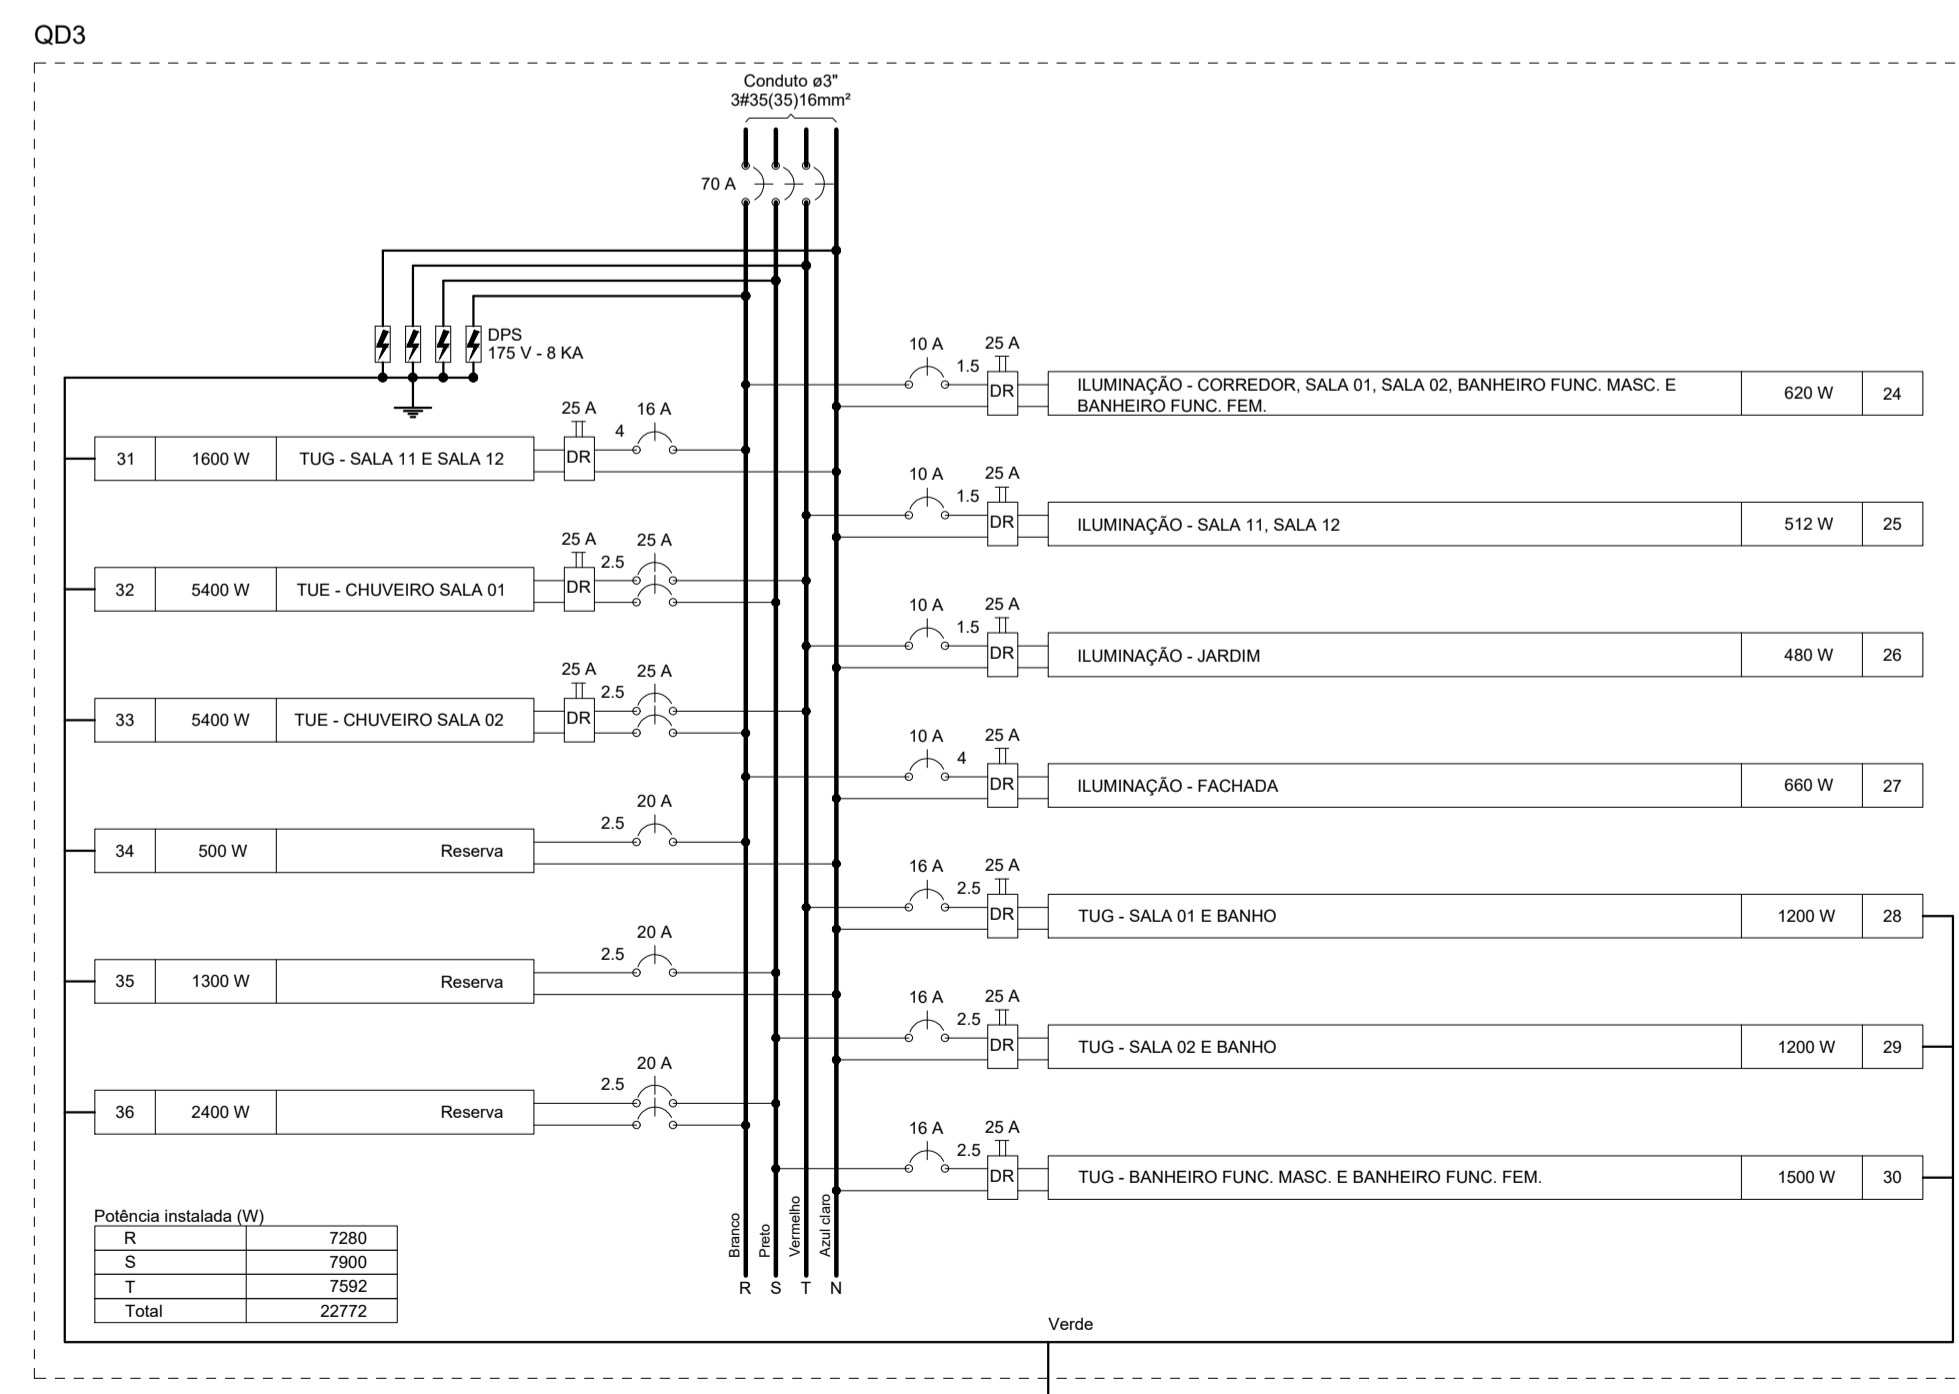 QD3
Conduto ø3"
3#35(35)16mm²
70 A
DPS
175 V - 8 KA
25 A
16 A
4
DR
31
1600 W
TUG - SALA 11 E SALA 12
25 A
25 A
2.5
DR
32
5400 W
TUE - CHUVEIRO SALA 01
25 A
25 A
2.5
DR
33
5400 W
TUE - CHUVEIRO SALA 02
20 A
2.5
34
500 W
Reserva
20 A
2.5
35
1300 W
Reserva
20 A
2.5
36
2400 W
Reserva
10 A
25 A
1.5
DR
ILUMINAÇÃO - CORREDOR, SALA 01, SALA 02, BANHEIRO FUNC. MASC. E
BANHEIRO FUNC. FEM.
620 W
24
10 A
25 A
1.5
DR
ILUMINAÇÃO - SALA 11, SALA 12
512 W
25
10 A
25 A
1.5
DR
ILUMINAÇÃO - JARDIM
480 W
26
10 A
25 A
4
DR
ILUMINAÇÃO - FACHADA
660 W
27
16 A
25 A
2.5
DR
TUG - SALA 01 E BANHO
1200 W
28
16 A
25 A
2.5
DR
TUG - SALA 02 E BANHO
1200 W
29
16 A
25 A
2.5
DR
TUG - BANHEIRO FUNC. MASC. E BANHEIRO FUNC. FEM.
1500 W
30
Branco
Preto
Vermelho
Azul claro
R
S
T
N
Potência instalada (W)
R 7280
S 7900
T 7592
Total 22772
Verde